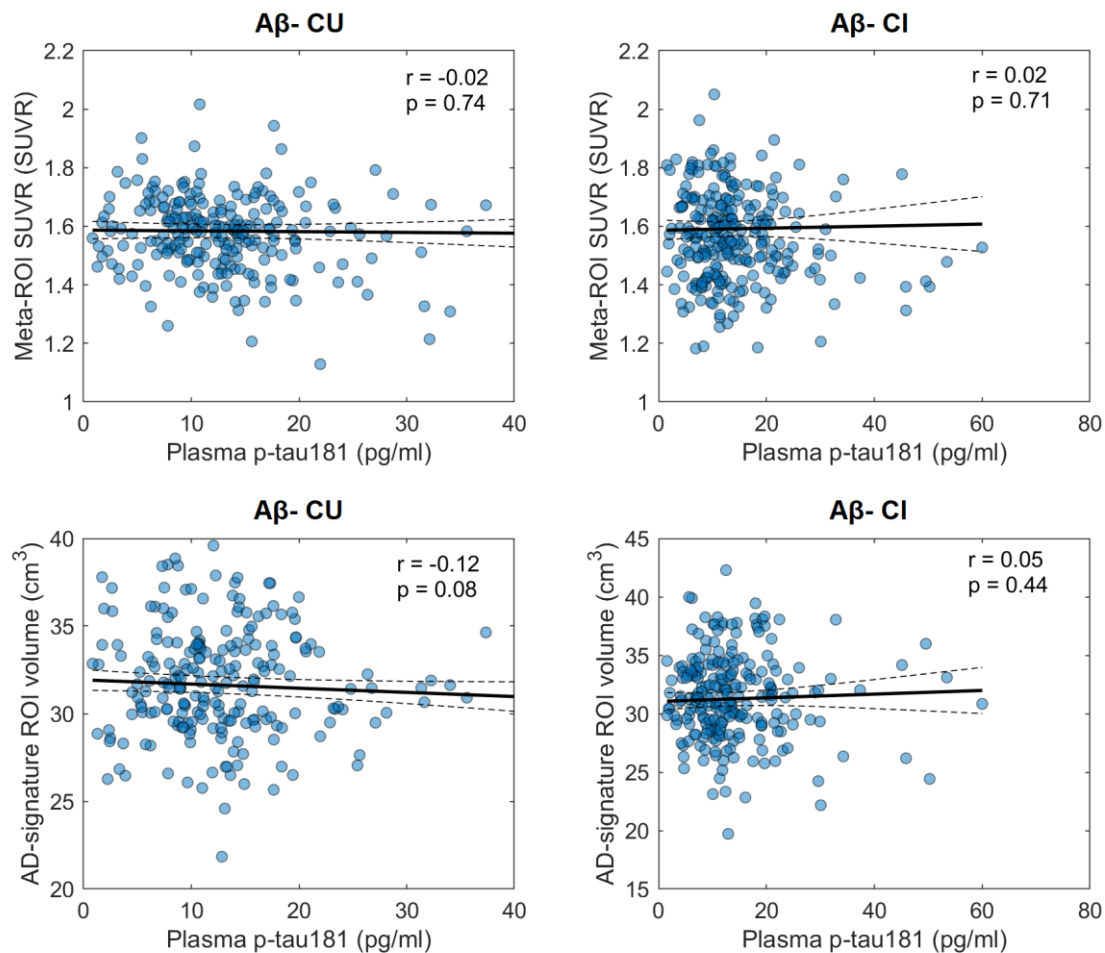 Aβ- CU
r = -0.02
p = 0.74
Meta-ROI SUVR (SUVR)
2.2
2
1.8
1.6
1.4
1.2
1
0
10
20
30
40
Plasma p-tau181 (pg/ml)
Aβ- CI
r = 0.02
p = 0.71
Meta-ROI SUVR (SUVR)
2.2
2
1.8
1.6
1.4
1.2
1
0
20
40
60
80
Plasma p-tau181 (pg/ml)
Aβ- CU
r = -0.12
p = 0.08
AD-signature ROI volume (cm³)
40
35
30
25
20
0
10
20
30
40
Plasma p-tau181 (pg/ml)
Aβ- CI
r = 0.05
p = 0.44
AD-signature ROI volume (cm³)
45
40
35
30
25
20
15
0
20
40
60
80
Plasma p-tau181 (pg/ml)